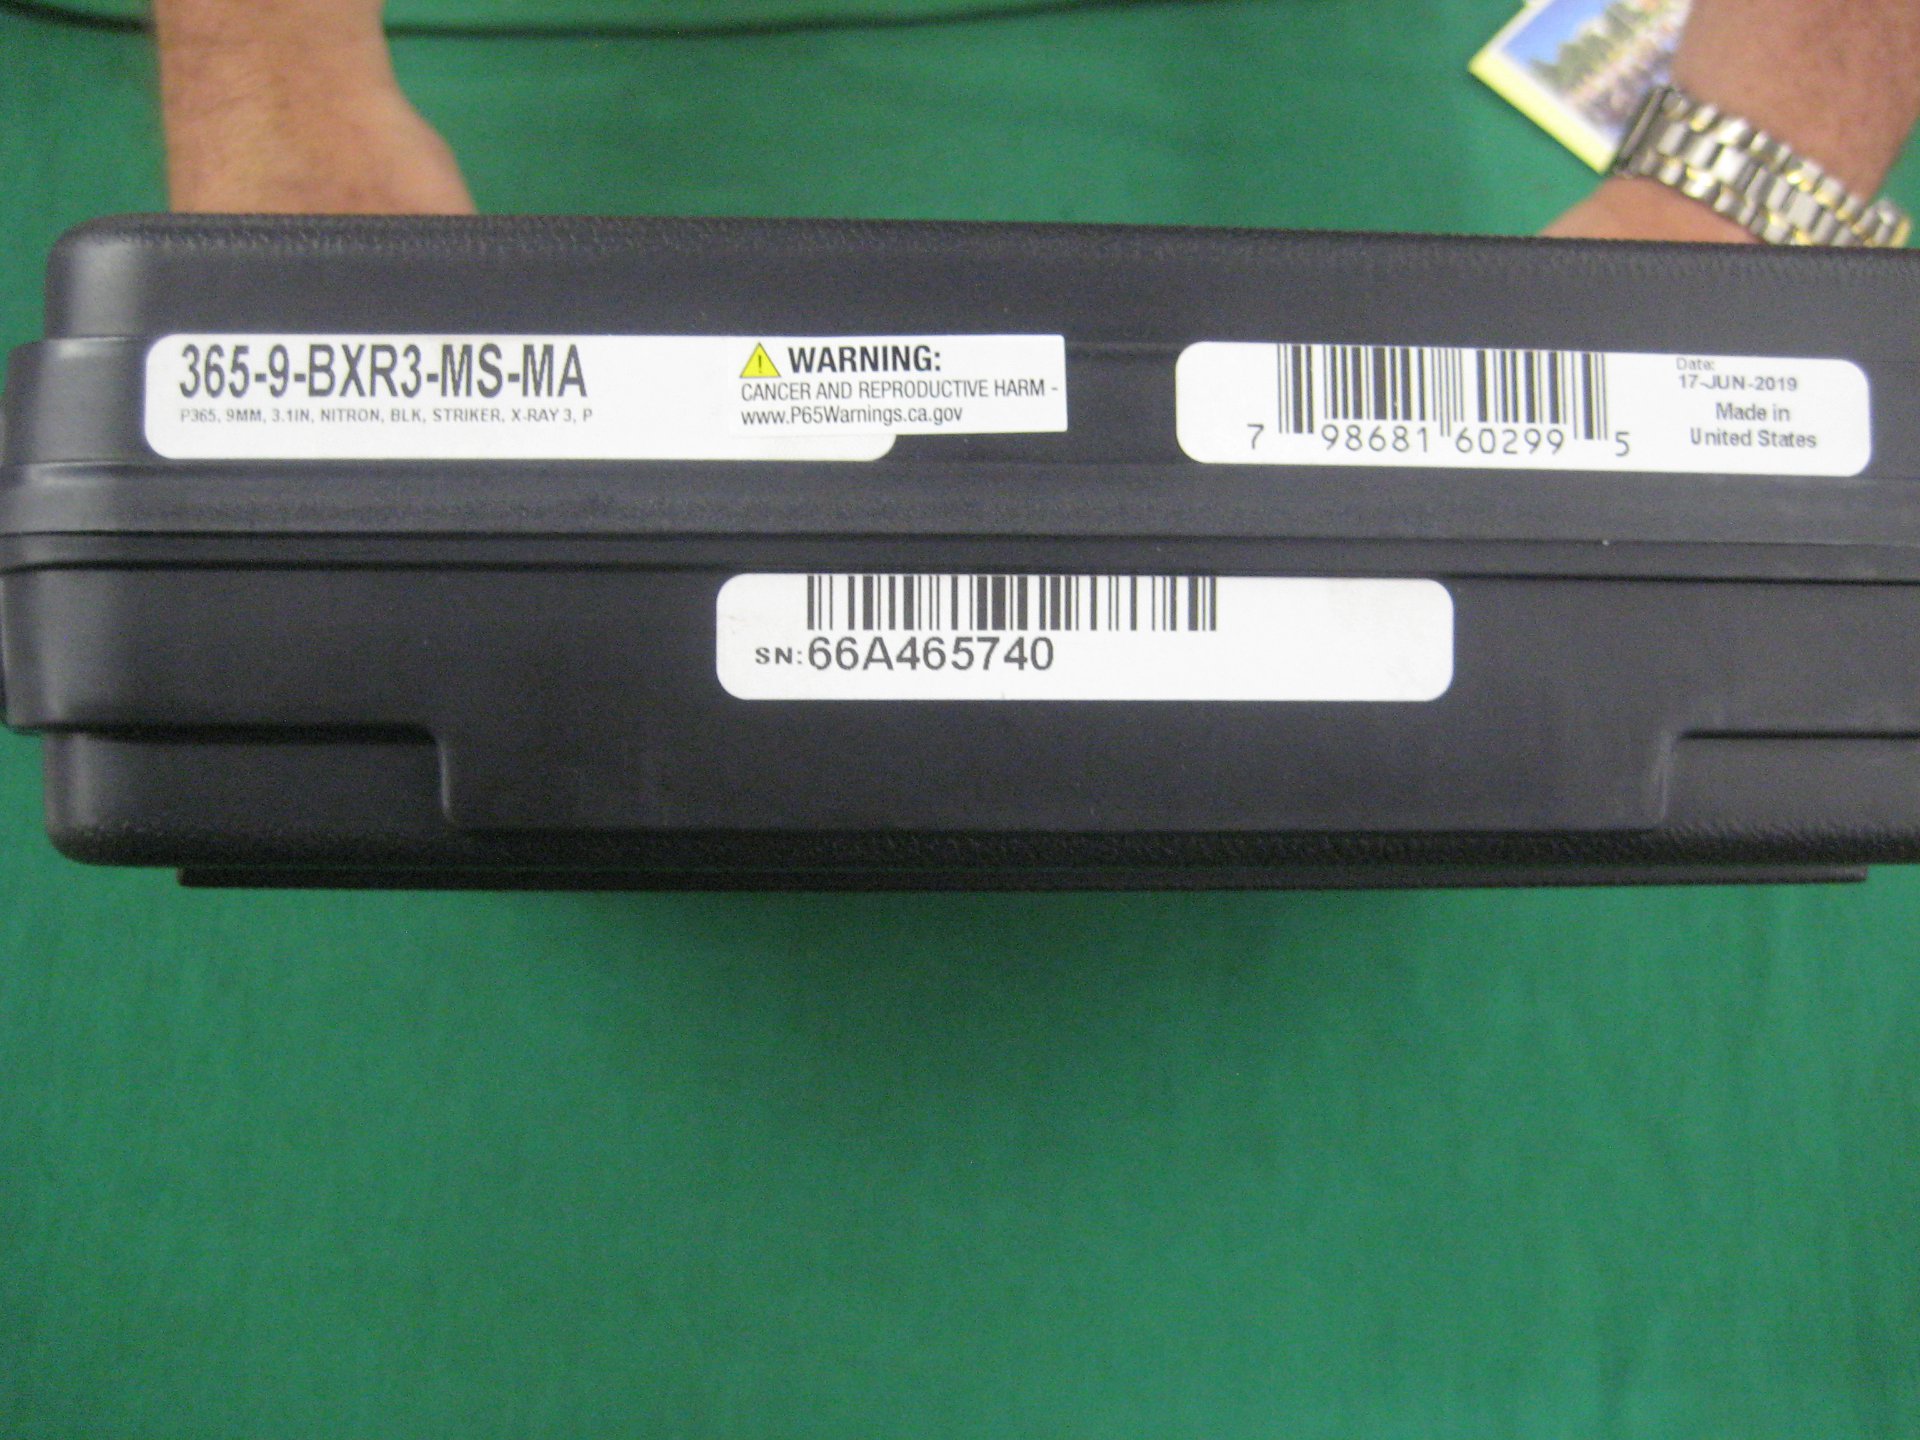 365-9-BXR3-MS-MA
P365, 9MM, 3.1IN, NITRON, BLK, STRIKER, X-RAY 3, P
WARNING:
CANCER AND REPRODUCTIVE HARM -
www.P65Warnings.ca.gov
7 98681 60299 5
Date:
17-JUN-2019
Made in
United States
SN:66A465740